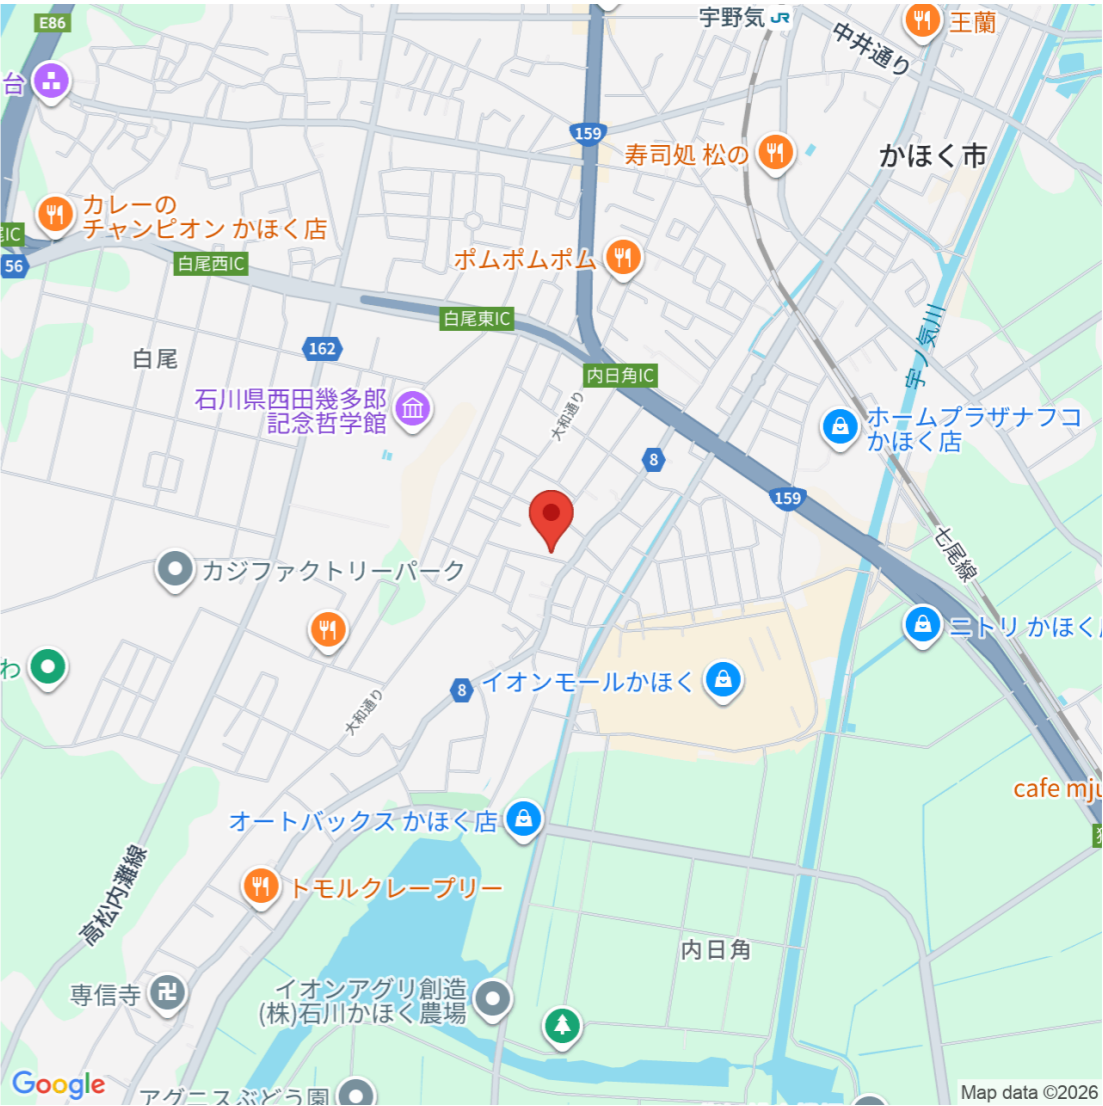 E86
宇野気
JR
王蘭
中井通り
台
159
寿司処 松の
かほく市
カレーの
チャンピオン かほく店
IC
56
白尾西IC
ポムポムポム
白尾東IC
宇ノ気川
162
白尾
内日角IC
石川県西田幾多郎
記念哲学館
大和通り
ホームプラザナフコ
かほく店
8
159
七尾線
カジファクトリーパーク
ニトリ かほく
わ
8
イオンモールかほく
大和通り
cafe mju
オートバックス かほく店
トモルクレープリー
高松内灘線
内日角
専信寺
イオンアグリ創造
(株)石川かほく農場
Google
アグニスぶどう園
Map data ©2026